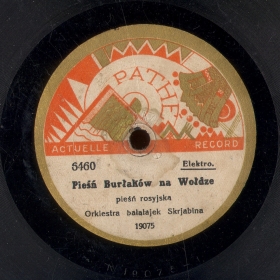 PATHE
ACTUELLE RECORD
5460 Elektro.
Pieśń Burłaków na Wołdze
pieśń rosyjska
Orkiestra bałałajek Skrjabina
19075